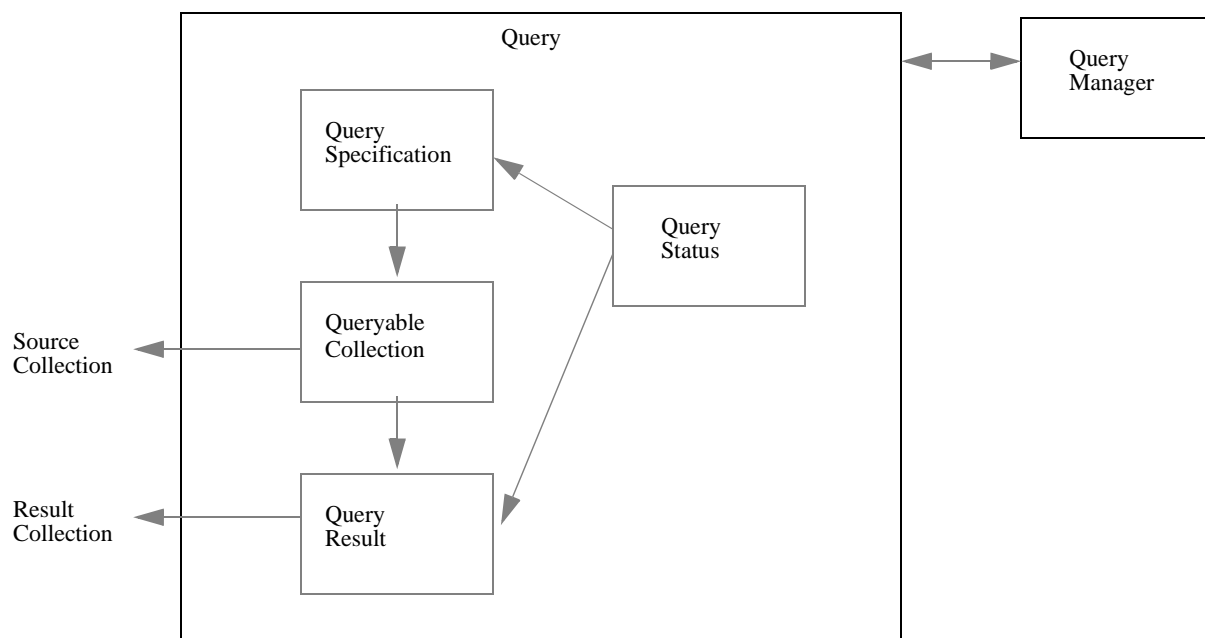 Query
Query
Manager
Query
Specification
Query
Status
Queryable
Collection
Source
Collection
Query
Result
Result
Collection